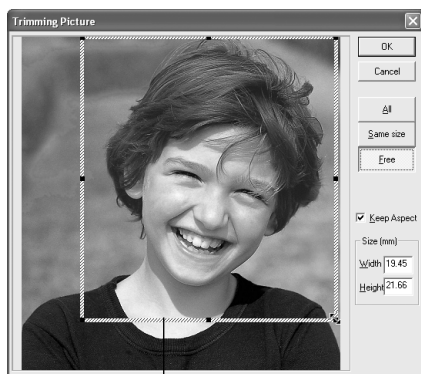 Trimming Picture
OK
Cancel
All
Same size
Free
Keep Aspect
Size (mm)
Width 19.45
Height 21.66